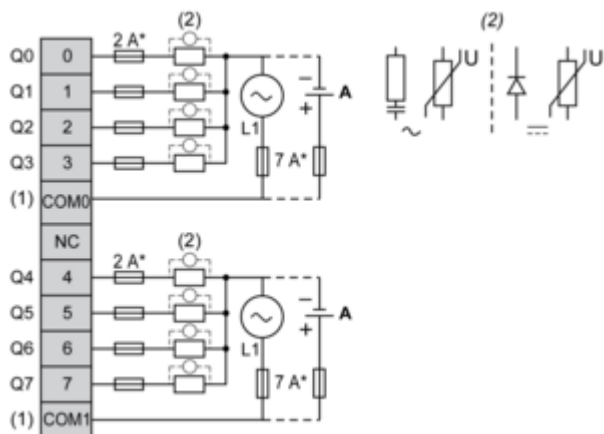 (2)
(2)
2 A*
Q0 0
Q1 1
Q2 2
Q3 3
L1
A
U
U
7 A*
(1) COM0
NC
(2)
2 A*
Q4 4
Q5 5
Q6 6
Q7 7
L1
A
7 A*
(1) COM1